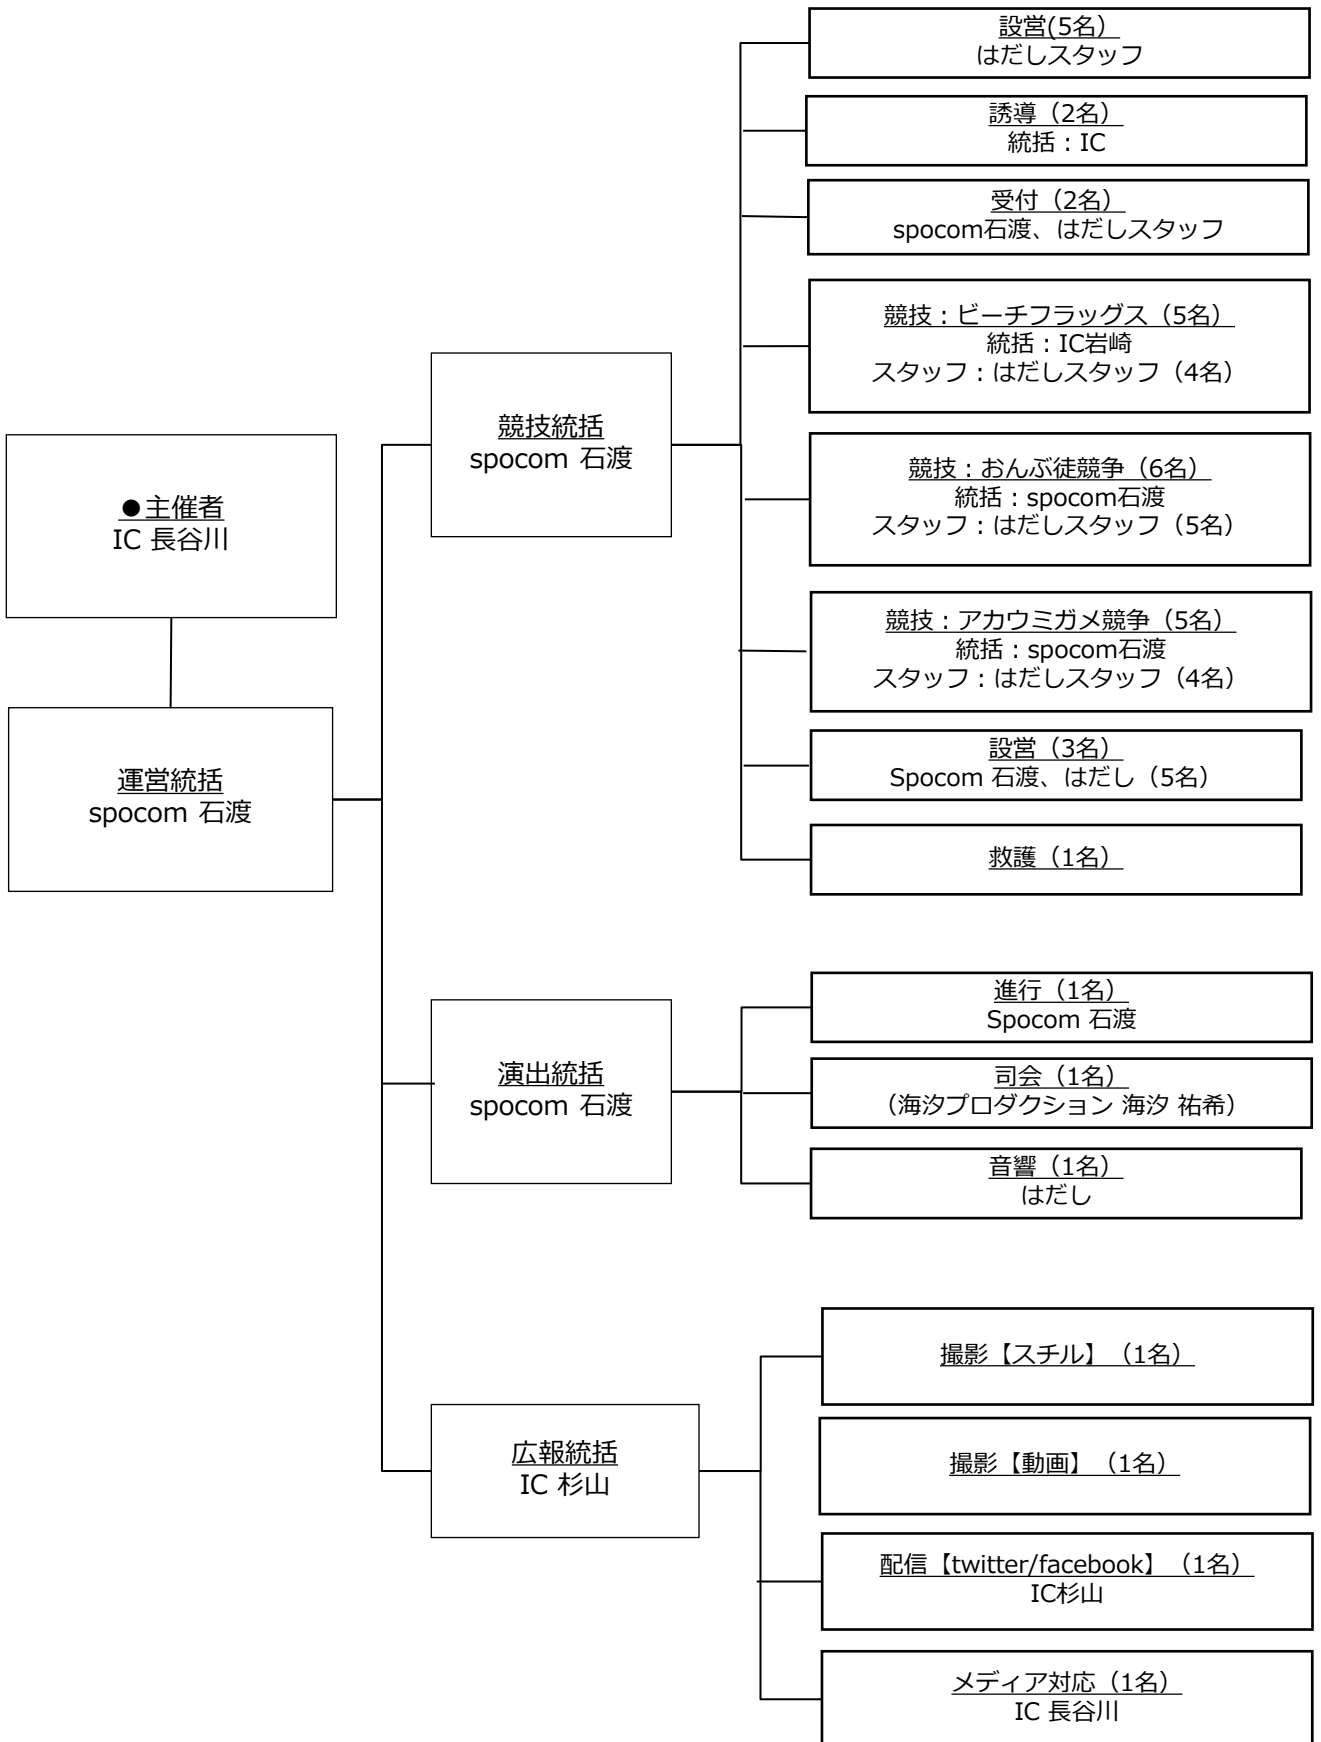 ●主催者
IC 長谷川
運営統括
spocom 石渡
競技統括
spocom 石渡
設営(5名）
はだしスタッフ
誘導（2名）
統括：IC
受付（2名）
spocom石渡、はだしスタッフ
競技：ビーチフラッグス（5名）
統括：IC岩崎
スタッフ：はだしスタッフ（4名）
競技：おんぶ徒競争（6名）
統括：spocom石渡
スタッフ：はだしスタッフ（5名）
競技：アカウミガメ競争（5名）
統括：spocom石渡
スタッフ：はだしスタッフ（4名）
設営（3名）
Spocom 石渡、はだし（5名）
救護（1名）
演出統括
spocom 石渡
進行（1名）
Spocom 石渡
司会（1名）
（海汐プロダクション 海汐 祐希）
音響（1名）
はだし
広報統括
IC 杉山
撮影【スチル】（1名）
撮影【動画】（1名）
配信【twitter/facebook】（1名）
IC杉山
メディア対応（1名）
IC 長谷川